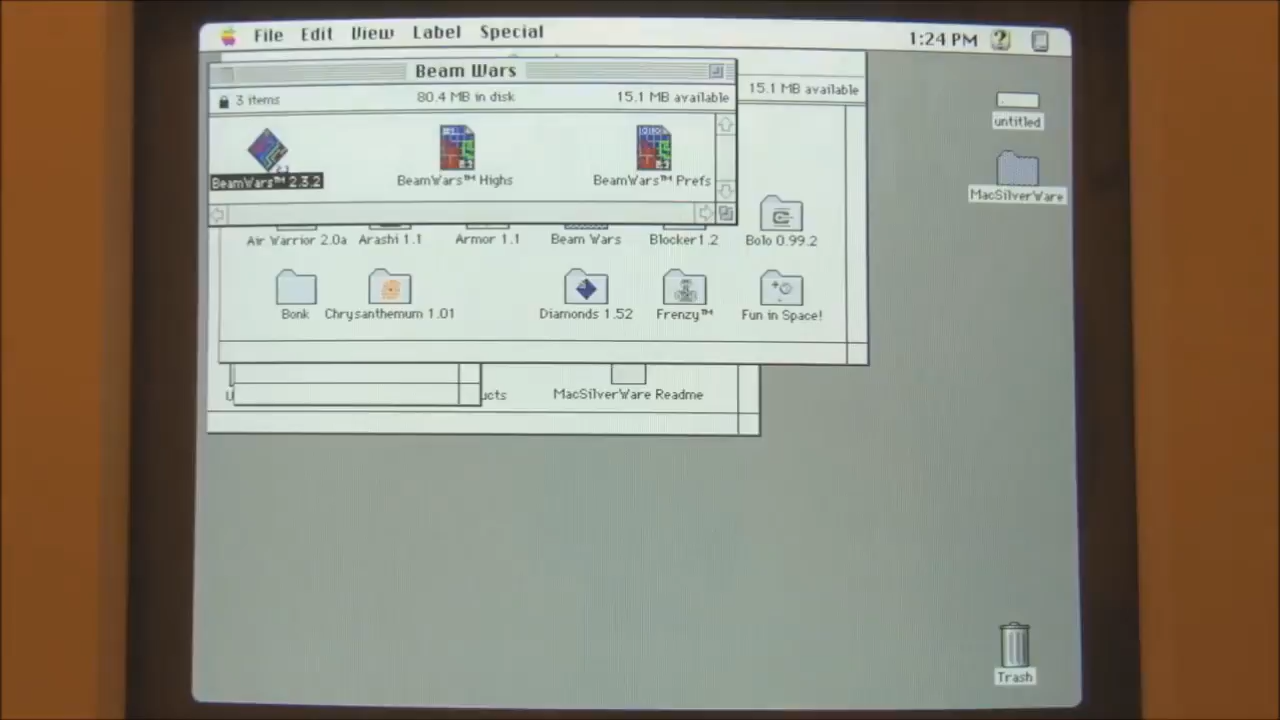 File Edit View Label Special
1:24 PM
Beam Wars
3 items 80.4 MB in disk 15.1 MB available
15.1 MB available
BeamWars™ 2.3.2 BeamWars™ Highs BeamWars™ Prefs
untitled
MacSilverWare
Air Warrior 2.0a Arashi 1.1 Armor 1.1 Beam Wars Blocker1.2 Bolo 0.99.2
Bonk Chrysanthemum 1.01 Diamonds 1.52 Frenzy™ Fun in Space!
MacSilverWare Readme
Trash